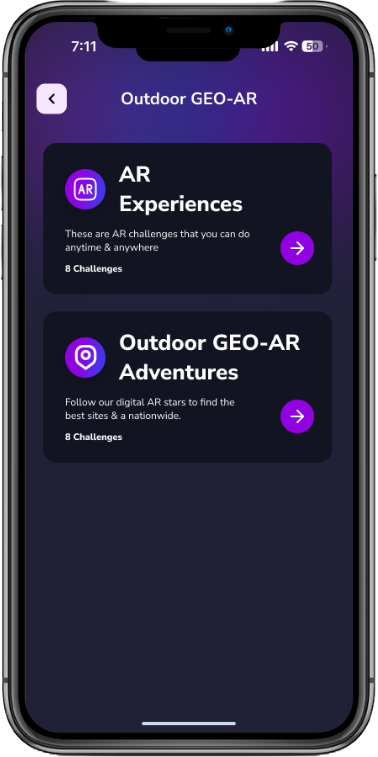 7:11
50
Outdoor GEO-AR
AR
AR
Experiences
These are AR challenges that you can do
anytime & anywhere
8 Challenges
Outdoor GEO-AR
Adventures
Follow our digital AR stars to find the
best sites & a nationwide.
8 Challenges